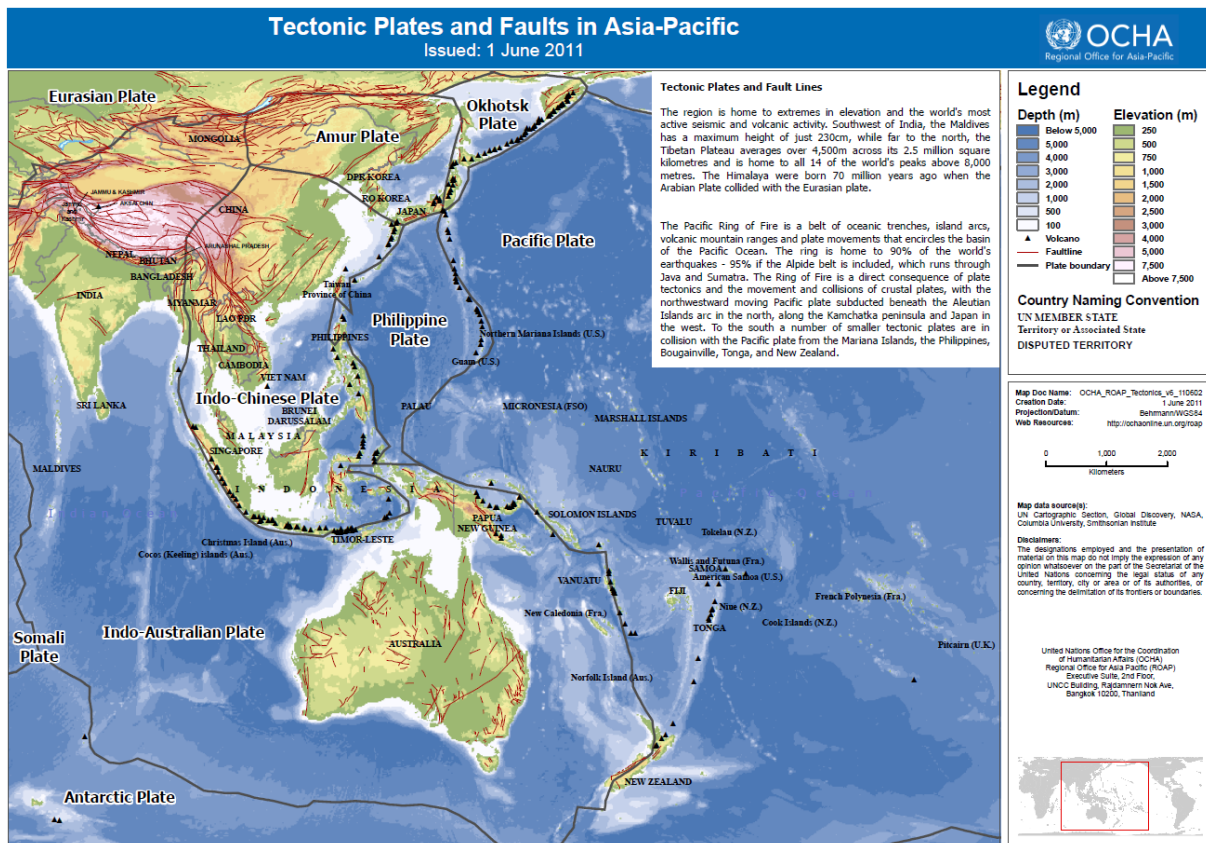 Tectonic Plates and Faults in Asia-Pacific
Issued: 1 June 2011
OCHA
Regional Office for Asia-Pacific
Eurasian Plate
Okhotsk
Plate
Amur Plate
MONGOLIA
DPR KOREA
RO KOREA
JAPAN
JAMMU & KASHMIR
AKSAI CHIN
Jammu
and
Kashmir
CHINA
ARUNASHAL PRADESH
NEPAL
BHUTAN
BANGLADESH
INDIA
MYANMAR
LAO PDR
THAILAND
CAMBODIA
VIET NAM
Taiwan
Province of China
PHILIPPINES
Pacific Plate
Philippine
Plate
Northern Mariana Islands (U.S.)
Guam (U.S.)
Indo-Chinese Plate
SRI LANKA
BRUNEI
DARUSSALAM
MALAYSIA
SINGAPORE
PALAU
MICRONESIA (FSO)
MARSHALL ISLANDS
MALDIVES
KIRIBATI
NAURU
INDONESIA
PAPUA
NEW GUINEA
SOLOMON ISLANDS
TUVALU
Tokelau (N.Z.)
TIMOR-LESTE
Christmas Island (Aus.)
Cocos (Keeling) islands (Aus.)
Wallis and Futuna (Fra.)
SAMOA
American Samoa (U.S.)
VANUATU
FIJI
French Polynesia (Fra.)
New Caledonia (Fra.)
Niue (N.Z.)
TONGA
Cook Islands (N.Z.)
Somali
Plate
Indo-Australian Plate
AUSTRALIA
Pitcairn (U.K.)
Norfolk Island (Aus.)
NEW ZEALAND
Antarctic Plate
Tectonic Plates and Fault Lines
The region is home to extremes in elevation and the world's most
active seismic and volcanic activity. Southwest of India, the Maldives
has a maximum height of just 230cm, while far to the north, the
Tibetan Plateau averages over 4,500m across its 2.5 million square
kilometres and is home to all 14 of the world's peaks above 8,000
metres. The Himalaya were born 70 million years ago when the
Arabian Plate collided with the Eurasian plate.
The Pacific Ring of Fire is a belt of oceanic trenches, island arcs,
volcanic mountain ranges and plate movements that encircles the basin
of the Pacific Ocean. The ring is home to 90% of the world's
earthquakes - 95% if the Alpide belt is included, which runs through
Java and Sumatra. The Ring of Fire is a direct consequence of plate
tectonics and the movement and collisions of crustal plates, with the
northwestward moving Pacific plate subducted beneath the Aleutian
Islands arc in the north, along the Kamchatka peninsula and Japan in
the west. To the south a number of smaller tectonic plates are in
collision with the Pacific plate from the Mariana Islands, the Philippines,
Bougainville, Tonga, and New Zealand.
Legend
Depth (m)
Below 5,000
5,000
4,000
3,000
2,000
1,000
500
100
Volcano
Faultline
Plate boundary
Elevation (m)
250
500
750
1,000
1,500
2,000
2,500
3,000
4,000
5,000
7,500
Above 7,500
Country Naming Convention
UN MEMBER STATE
Territory or Associated State
DISPUTED TERRITORY
Map Doc Name: OCHA_ROAP_Tectonics_v6_110602
Creation Date: 1 June 2011
Projection/Datum: Behrmann/WGS84
Web Resources: http://ochaonline.un.org/roap
0 1,000 2,000
Kilometers
Map data source(s):
UN Cartographic Section, Global Discovery, NASA,
Columbia University, Smithsonian Institute
Disclaimers:
The designations employed and the presentation of
material on this map do not imply the expression of any
opinion whatsoever on the part of the Secretariat of the
United Nations concerning the legal status of any
country, territory, city or area or of its authorities, or
concerning the delimitation of its frontiers or boundaries.
United Nations Office for the Coordination
of Humanitarian Affairs (OCHA)
Regional Office for Asia Pacific (ROAP)
Executive Suite, 2nd Floor,
UNCC Building, Rajdamnern Nok Ave,
Bangkok 10200, Thailand